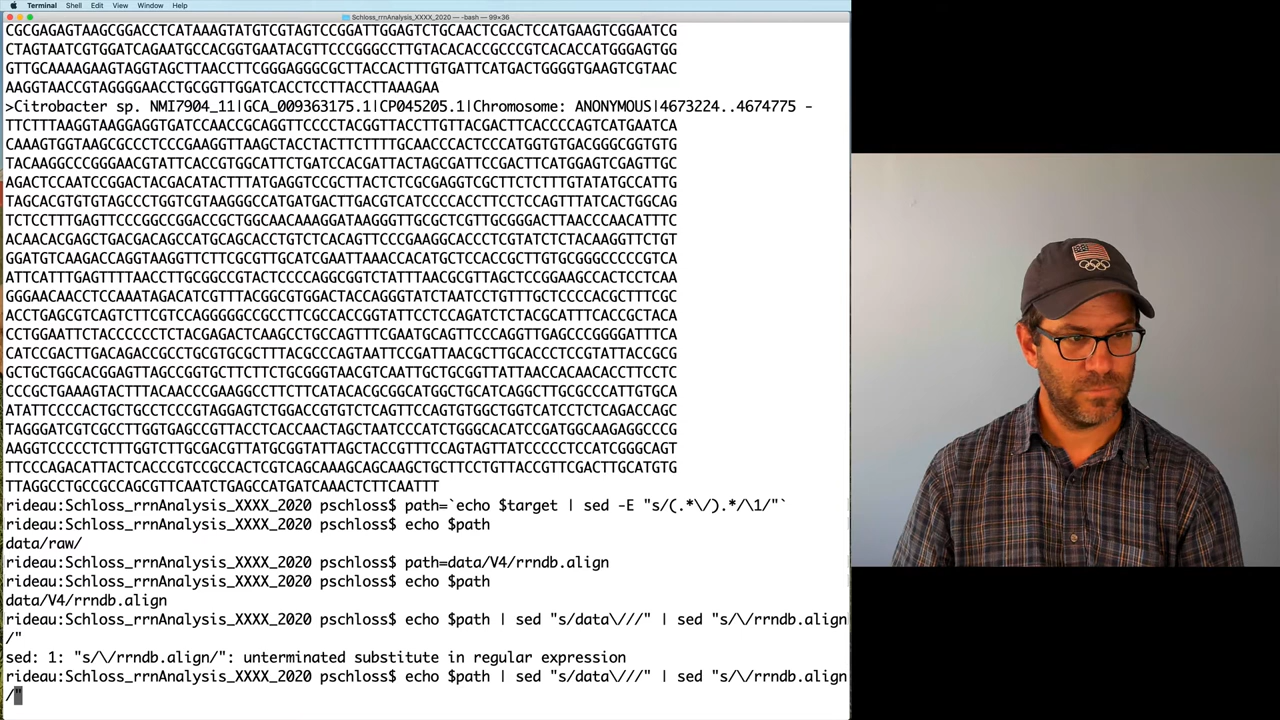 Terminal Shell Edit View Window Help
Schloss_rrnAnalysis_XXXX_2020 — -bash — 99×36
CGCGAGAGTAAGCGGACCTCATAAAGTATGTCGTAGTCCGGATTGGAGTCTGCAACTCGACTCCATGAAGTCGGAATCG
CTAGTAATCGTGGATCAGAATGCCACGGTGAATACGTTCCCGGGCCTTGTACACACCGCCCGTCACACCATGGGAGTGG
GTTGCAAAAGAAGTAGGTAGCTTAACCTTCGGGAGGGCGCTTACCACTTTGTGATTCATGACTGGGGTGAAGTCGTAAC
AAGGTAACCGTAGGGGAACCTGCGGTTGGATCACCTCCTTACCTTAAAGAA
>Citrobacter sp. NMI7904_11|GCA_009363175.1|CP045205.1|Chromosome: ANONYMOUS|4673224..4674775 -
TTCTTTAAGGTAAGGAGGTGATCCAACCGCAGGTTCCCCTACGGTTACCTTGTTACGACTTCACCCCAGTCATGAATCA
CAAAGTGGTAAGCGCCCTCCCGAAGGTTAAGCTACCTACTTCTTTTGCAACCCACTCCCATGGTGTGACGGGCGGTGTG
TACAAGGCCCGGGAACGTATTCACCGTGGCATTCTGATCCACGATTACTAGCGATTCCGACTTCATGGAGTCGAGTTGC
AGACTCCAATCCGGACTACGACATACTTTATGAGGTCCGCTTACTCTCGCGAGGTCGCTTCTCTTTGTATATGCCATTG
TAGCACGTGTGTAGCCCTGGTCGTAAGGGCCATGATGACTTGACGTCATCCCCACCTTCCTCCAGTTTATCACTGGCAG
TCTCCTTTGAGTTCCCGGCCGGACCGCTGGCAACAAAGGATAAGGGTTGCGCTCGTTGCGGGACTTAACCCAACATTTC
ACAACACGAGCTGACGACAGCCATGCAGCACCTGTCTCACAGTTCCCGAAGGCACCCTCGTATCTCTACAAGGTTCTGT
GGATGTCAAGACCAGGTAAGGTTCTTCGCGTTGCATCGAATTAAACCACATGCTCCACCGCTTGTGCGGGCCCCCGTCA
ATTCATTTGAGTTTTAACCTTGCGGCCGTACTCCCCAGGCGGTCTATTTAACGCGTTAGCTCCGGAAGCCACTCCTCAA
GGGAACAACCTCCAAATAGACATCGTTTACGGCGTGGACTACCAGGGTATCTAATCCTGTTTGCTCCCCACGCTTTCGC
ACCTGAGCGTCAGTCTTCGTCCAGGGGGCCGCCTTCGCCACCGGTATTCCTCCAGATCTCTACGCATTTCACCGCTACA
CCTGGAATTCTACCCCCCTCTACGAGACTCAAGCCTGCCAGTTTCGAATGCAGTTCCCAGGTTGAGCCCGGGGATTTCA
CATCCGACTTGACAGACCGCCTGCGTGCGCTTTACGCCCAGTAATTCCGATTAACGCTTGCACCCTCCGTATTACCGCG
GCTGCTGGCACGGAGTTAGCCGGTGCTTCTTCTGCGGGTAACGTCAATTGCTGCGGTTATTAACCACAACACCTTCCTC
CCCGCTGAAAGTACTTTACAACCCGAAGGCCTTCTTCATACACGCGGCATGGCTGCATCAGGCTTGCGCCCATTGTGCA
ATATTCCCCACTGCTGCCTCCCGTAGGAGTCTGGACCGTGTCTCAGTTCCAGTGTGGCTGGTCATCCTCTCAGACCAGC
TAGGGATCGTCGCCTTGGTGAGCCGTTACCTCACCAACTAGCTAATCCCATCTGGGCACATCCGATGGCAAGAGGCCCG
AAGGTCCCCCTCTTTGGTCTTGCGACGTTATGCGGTATTAGCTACCGTTTCCAGTAGTTATCCCCCTCCATCGGGCAGT
TTCCCAGACATTACTCACCCGTCCGCCACTCGTCAGCAAAGCAGCAAGCTGCTTCCTGTTACCGTTCGACTTGCATGTG
TTAGGCCTGCCGCCAGCGTTCAATCTGAGCCATGATCAAACTCTTCAATTT
rideau:Schloss_rrnAnalysis_XXXX_2020 pschloss$ path=`echo $target | sed -E "s/(.*\/).*/\1/"`
rideau:Schloss_rrnAnalysis_XXXX_2020 pschloss$ echo $path
data/raw/
rideau:Schloss_rrnAnalysis_XXXX_2020 pschloss$ path=data/V4/rrndb.align
rideau:Schloss_rrnAnalysis_XXXX_2020 pschloss$ echo $path
data/V4/rrndb.align
rideau:Schloss_rrnAnalysis_XXXX_2020 pschloss$ echo $path | sed "s/data\///" | sed "s/\/rrndb.align
/"
sed: 1: "s/\/rrndb.align/": unterminated substitute in regular expression
rideau:Schloss_rrnAnalysis_XXXX_2020 pschloss$ echo $path | sed "s/data\///" | sed "s/\/rrndb.align
/"